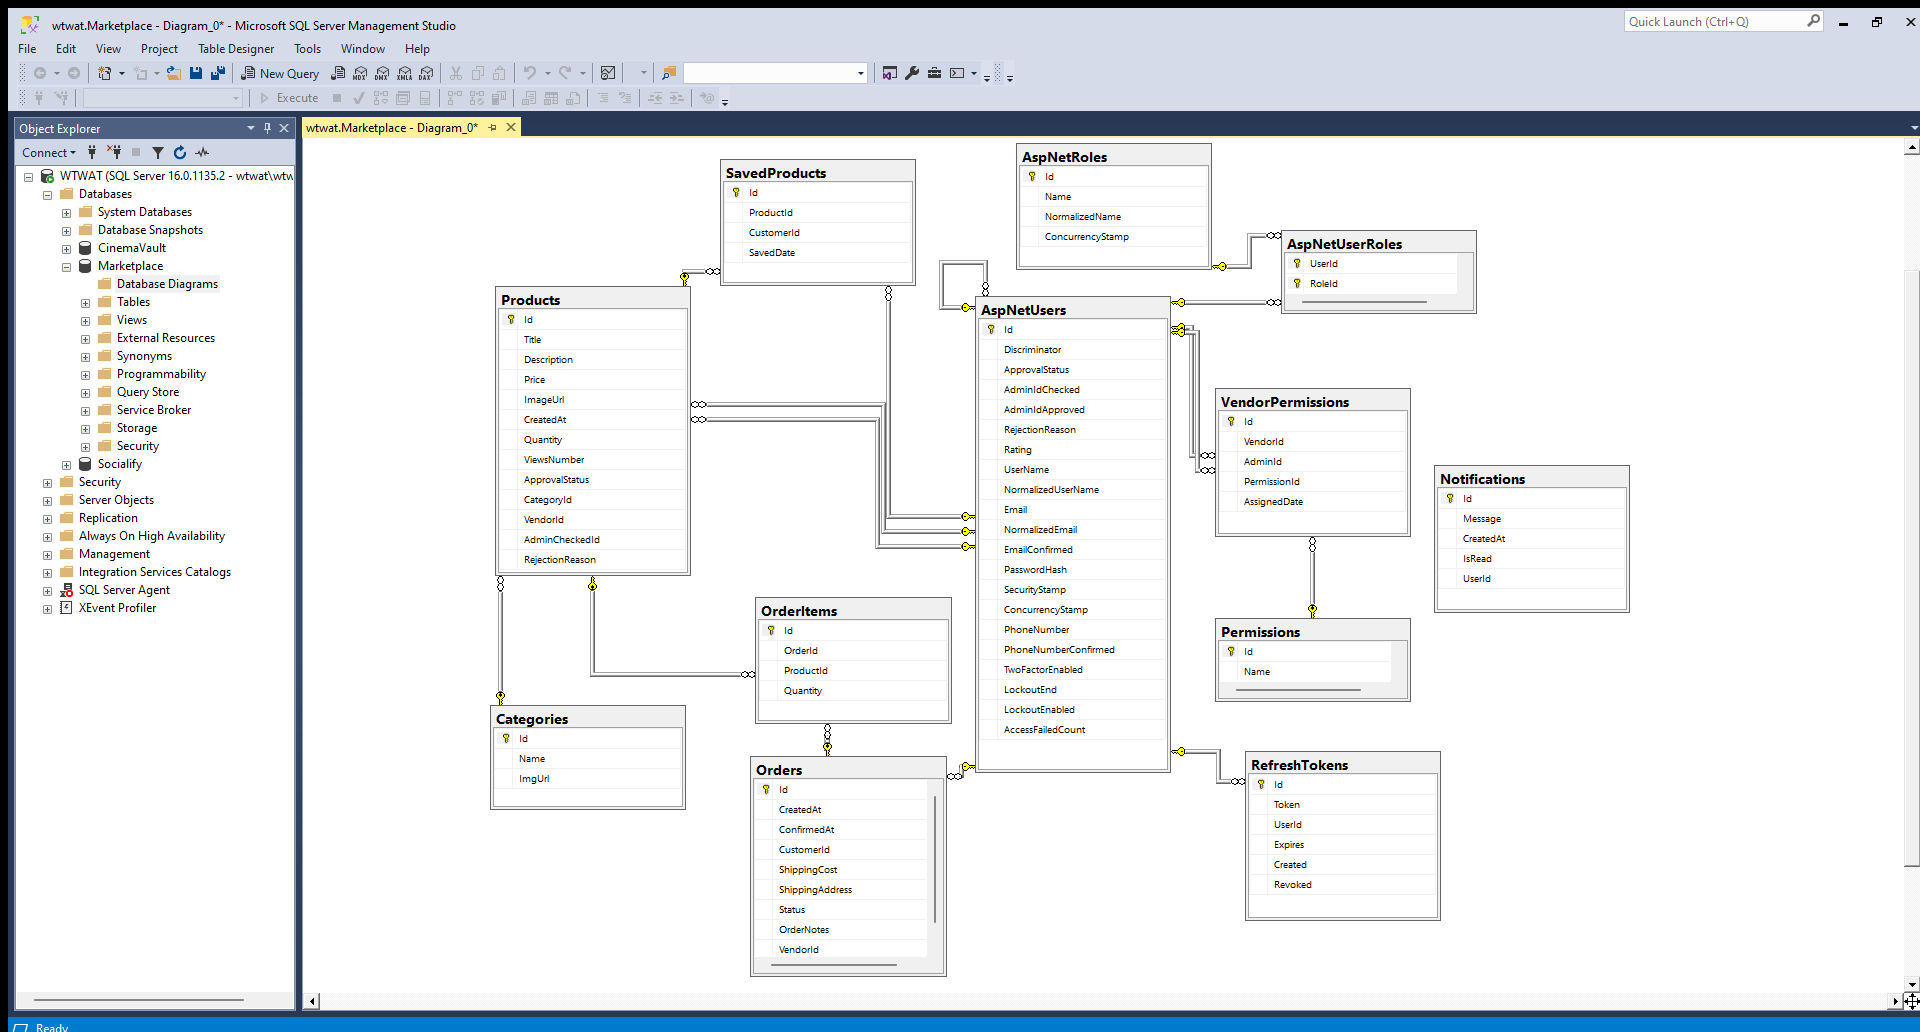 wtwat.Marketplace - Diagram_0* - Microsoft SQL Server Management Studio
Quick Launch (Ctrl+Q)
File Edit View Project Table Designer Tools Window Help
New Query
MDX DMX XMLA DAX
Execute
Object Explorer
Connect
WTWAT (SQL Server 16.0.1135.2 - wtwat\wtw
Databases
System Databases
Database Snapshots
CinemaVault
Marketplace
Database Diagrams
Tables
Views
External Resources
Synonyms
Programmability
Query Store
Service Broker
Storage
Security
Socialify
Security
Server Objects
Replication
Always On High Availability
Management
Integration Services Catalogs
SQL Server Agent
XEvent Profiler
wtwat.Marketplace - Diagram_0*
SavedProducts
Id
ProductId
CustomerId
SavedDate
AspNetRoles
Id
Name
NormalizedName
ConcurrencyStamp
AspNetUserRoles
UserId
RoleId
Products
Id
Title
Description
Price
ImageUrl
CreatedAt
Quantity
ViewsNumber
ApprovalStatus
CategoryId
VendorId
AdminCheckedId
RejectionReason
AspNetUsers
Id
Discriminator
ApprovalStatus
AdminIdChecked
AdminIdApproved
RejectionReason
Rating
UserName
NormalizedUserName
Email
NormalizedEmail
EmailConfirmed
PasswordHash
SecurityStamp
ConcurrencyStamp
PhoneNumber
PhoneNumberConfirmed
TwoFactorEnabled
LockoutEnd
LockoutEnabled
AccessFailedCount
VendorPermissions
Id
VendorId
AdminId
PermissionId
AssignedDate
Notifications
Id
Message
CreatedAt
IsRead
UserId
Permissions
Id
Name
OrderItems
Id
OrderId
ProductId
Quantity
Categories
Id
Name
ImgUrl
Orders
Id
CreatedAt
ConfirmedAt
CustomerId
ShippingCost
ShippingAddress
Status
OrderNotes
VendorId
RefreshTokens
Id
Token
UserId
Expires
Created
Revoked
Ready